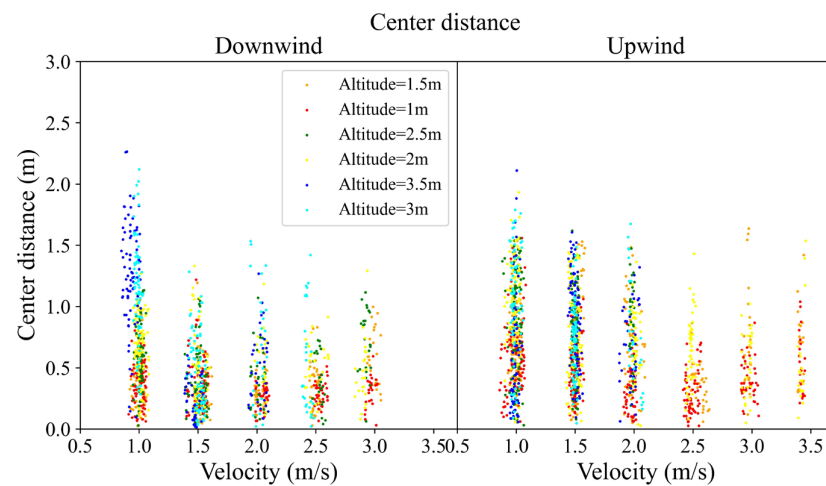 Center distance
Downwind Upwind
Center distance (m)
3.0
2.5
2.0
1.5
1.0
0.5
0.0
Altitude=1.5m
Altitude=1m
Altitude=2.5m
Altitude=2m
Altitude=3.5m
Altitude=3m
0.5 1.0 1.5 2.0 2.5 3.0 3.5 0.5 1.0 1.5 2.0 2.5 3.0 3.5
Velocity (m/s) Velocity (m/s)